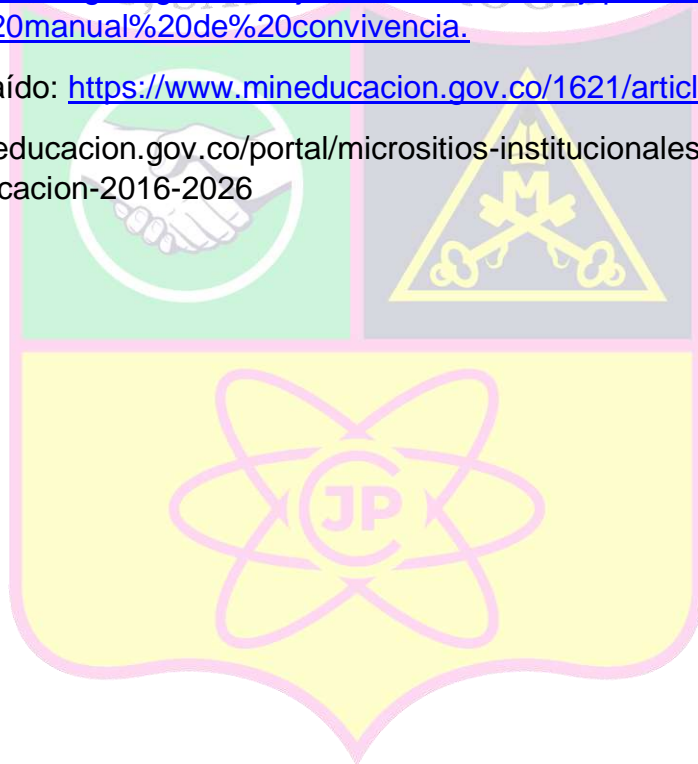 20manual%20de%20convivencia.
aído: https://www.mineducacion.gov.co/1621/articl
educacion.gov.co/portal/micrositios-institucionales
cacion-2016-2026
M
JP